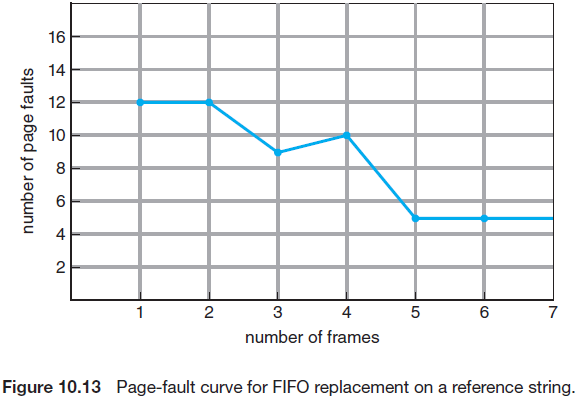 number of page faults
16
14
12
10
8
6
4
2
1 2 3 4 5 6 7
number of frames
Figure 10.13 Page-fault curve for FIFO replacement on a reference string.